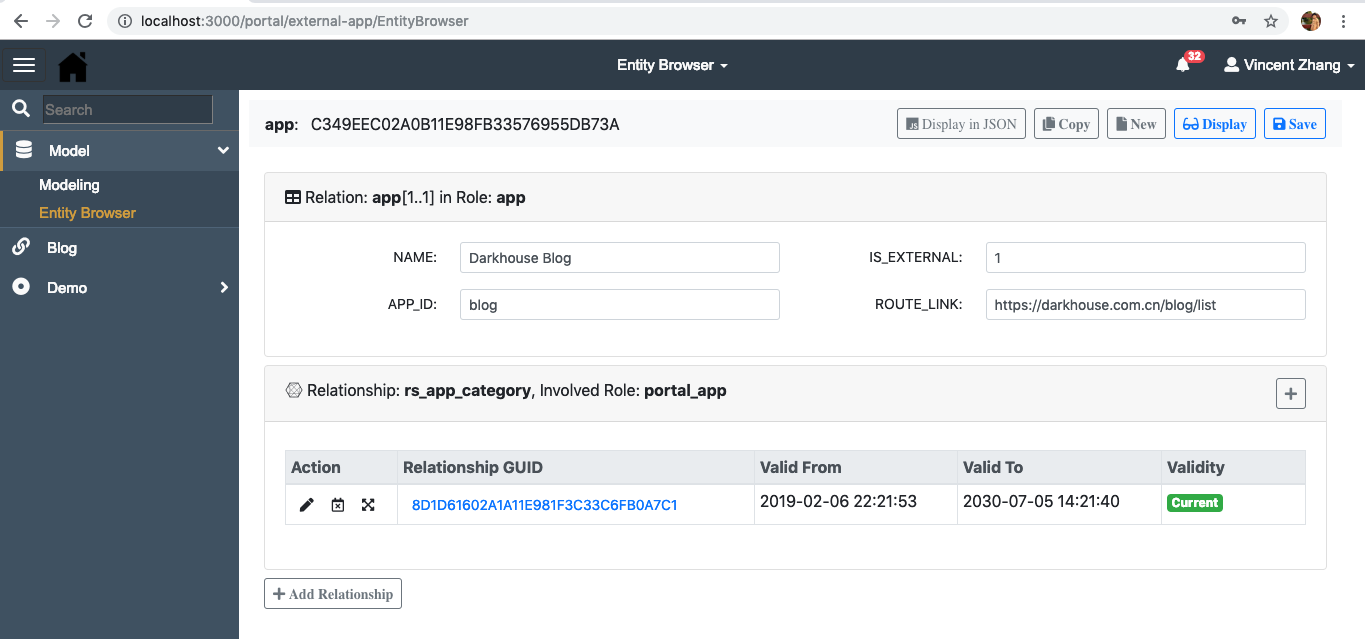 localhost:3000/portal/external-app/EntityBrowser
Entity Browser
32
Vincent Zhang
Search
Model
Modeling
Entity Browser
Blog
Demo
app: C349EEC02A0B11E98FB33576955DB73A
JS Display in JSON
Copy
New
Display
Save
Relation: app[1..1] in Role: app
NAME: Darkhouse Blog
IS_EXTERNAL: 1
APP_ID: blog
ROUTE_LINK: https://darkhouse.com.cn/blog/list
Relationship: rs_app_category, Involved Role: portal_app
Action Relationship GUID Valid From Valid To Validity
8D1D61602A1A11E981F3C33C6FB0A7C1 2019-02-06 22:21:53 2030-07-05 14:21:40 Current
Add Relationship